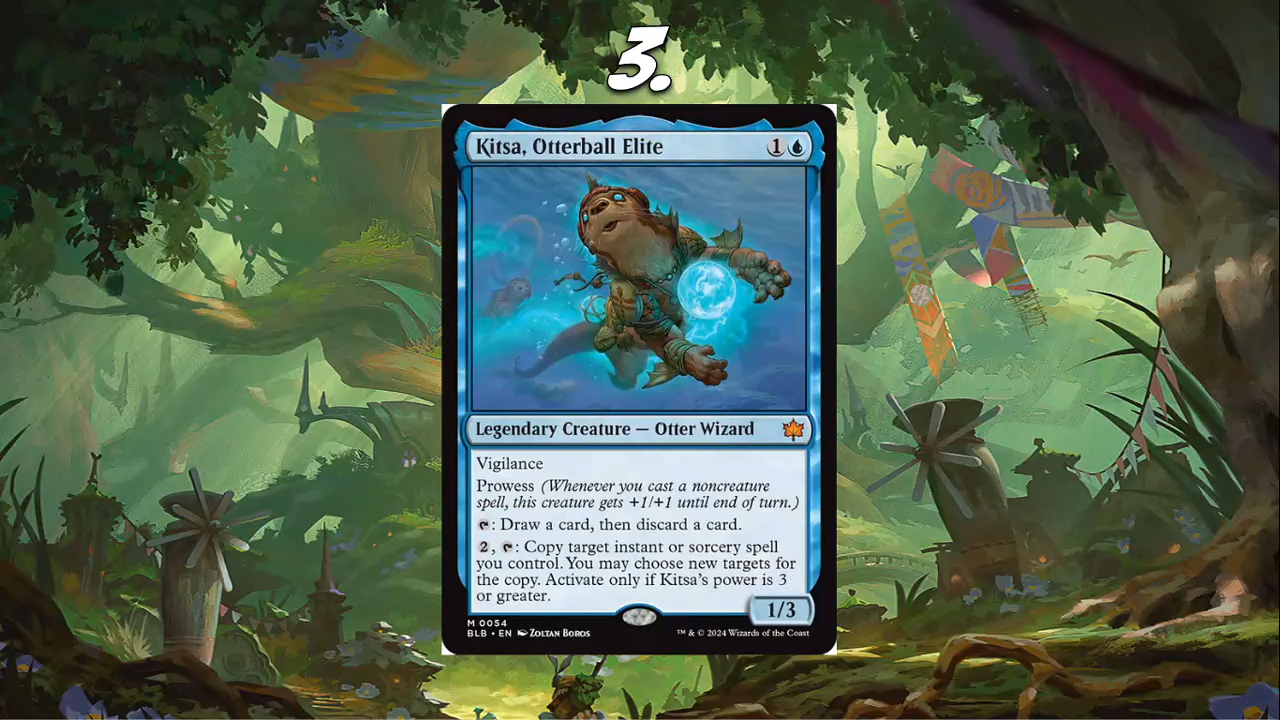 3.
Kitsa, Otterball Elite 1
Legendary Creature — Otter Wizard
Vigilance
Prowess (Whenever you cast a noncreature
spell, this creature gets +1/+1 until end of turn.)
: Draw a card, then discard a card.
2, : Copy target instant or sorcery spell
you control. You may choose new targets for
the copy. Activate only if Kitsa's power is 3
or greater.
1/3
M 0054
BLB • EN Zoltan Boros ™ & © 2024 Wizards of the Coast